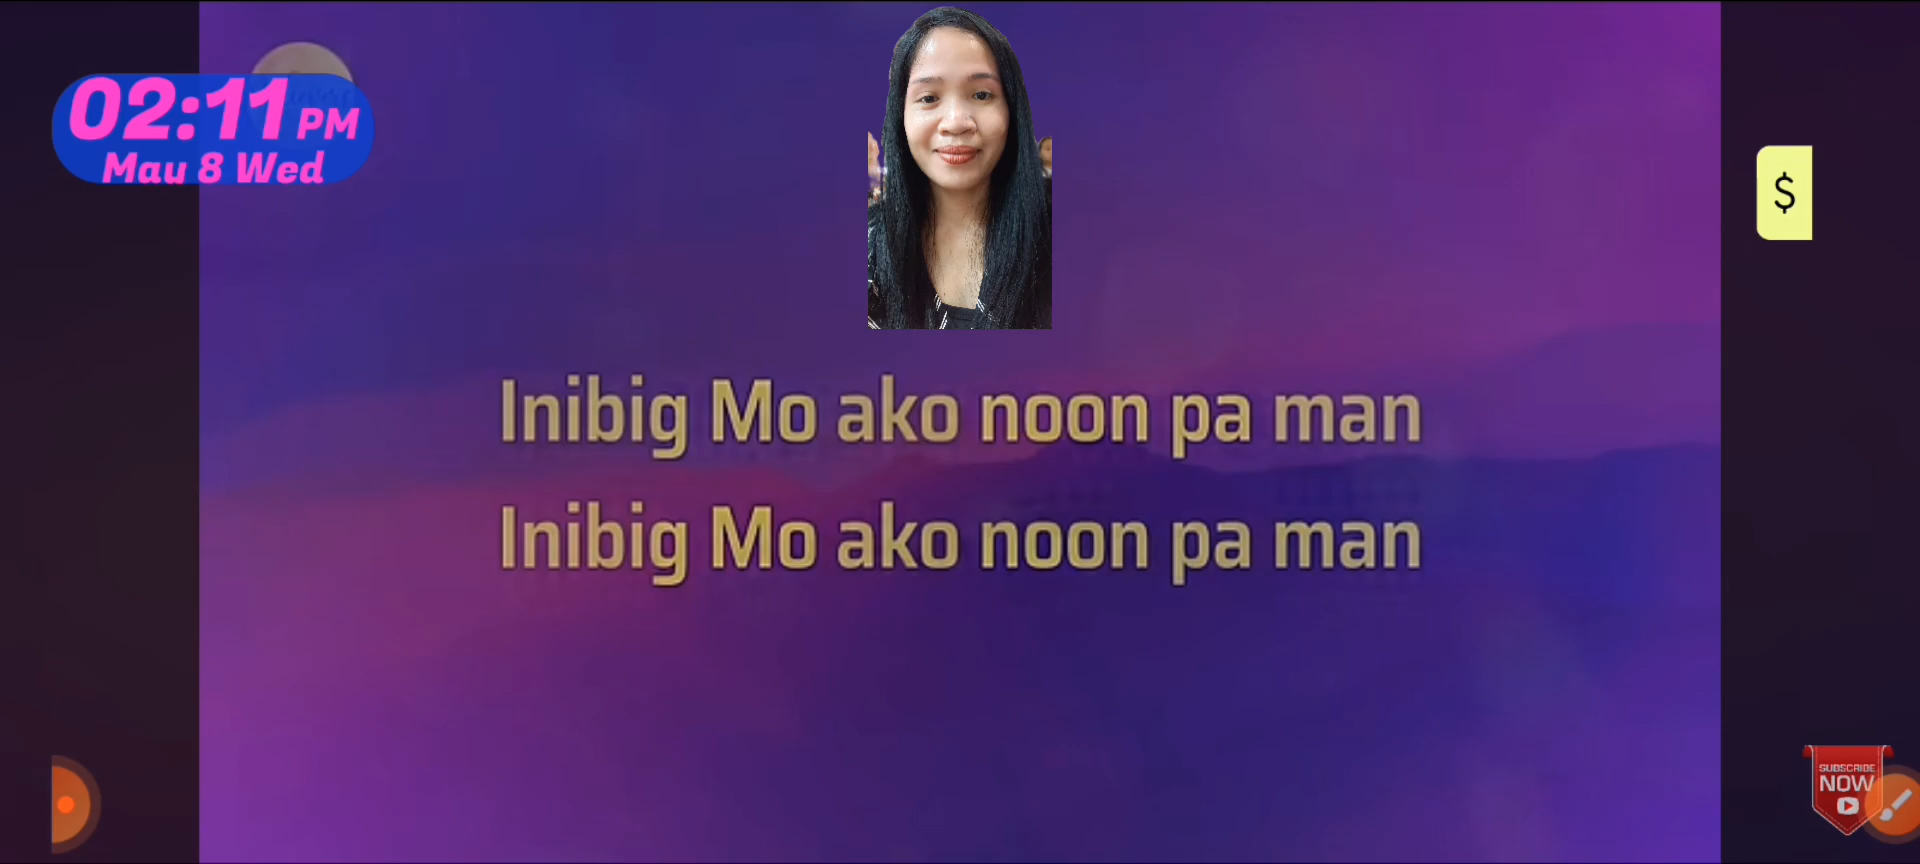 02:11 PM
May 8 Wed
$
Inibig Mo ako noon pa man
Inibig Mo ako noon pa man
SUBSCRIBE
NOW